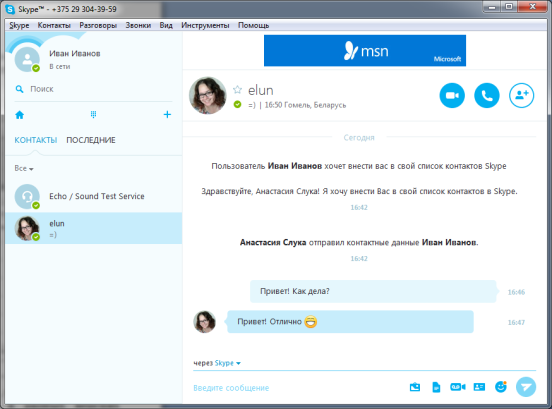 Skype™ - +375 29 304-39-59
Skype Контакты Разговоры Звонки Вид Инструменты Помощь
Иван Иванов
В сети
Поиск
КОНТАКТЫ ПОСЛЕДНИЕ
Все
Echo / Sound Test Service
elun
=)
msn
Microsoft
elun
=) | 16:50 Гомель, Беларусь
Сегодня
Пользователь Иван Иванов хочет внести вас в свой список контактов Skype
Здравствуйте, Анастасия Слука! Я хочу внести Вас в свой список контактов в Skype.
16:42
Анастасия Слука отправил контактные данные Иван Иванов.
16:42
Привет! Как дела?
16:46
Привет! Отлично
16:47
через Skype
Введите сообщение